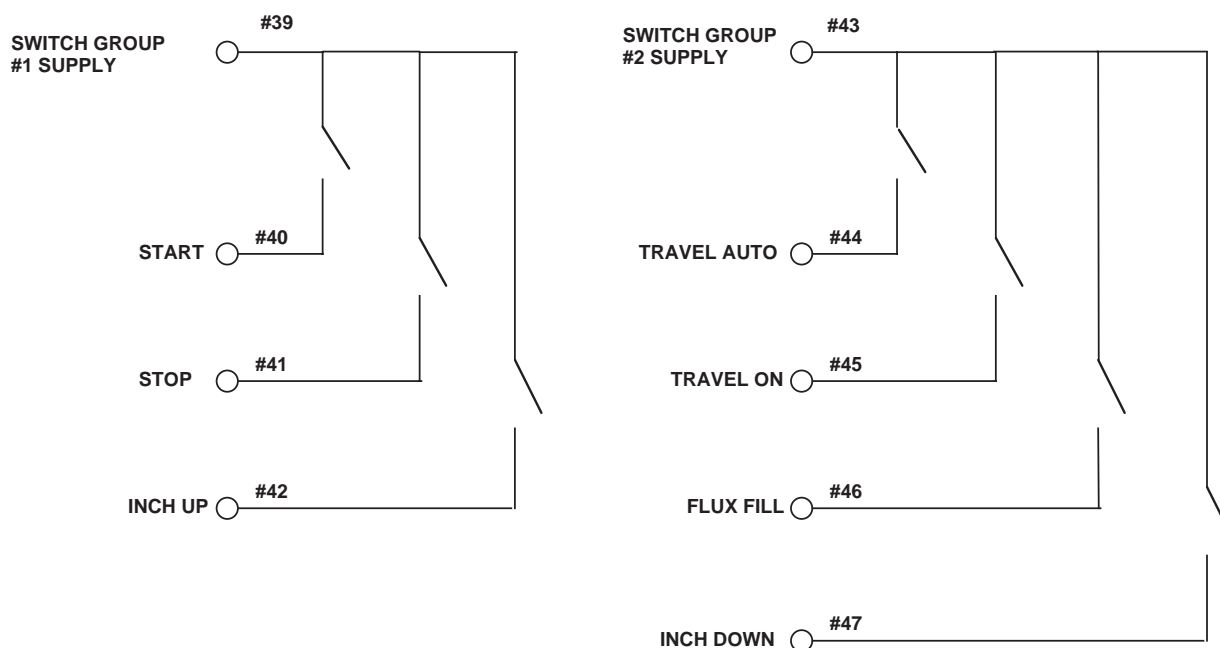 #39
SWITCH GROUP
#1 SUPPLY
START
#40
STOP
#41
INCH UP
#42
#43
SWITCH GROUP
#2 SUPPLY
TRAVEL AUTO
#44
TRAVEL ON
#45
FLUX FILL
#46
INCH DOWN
#47